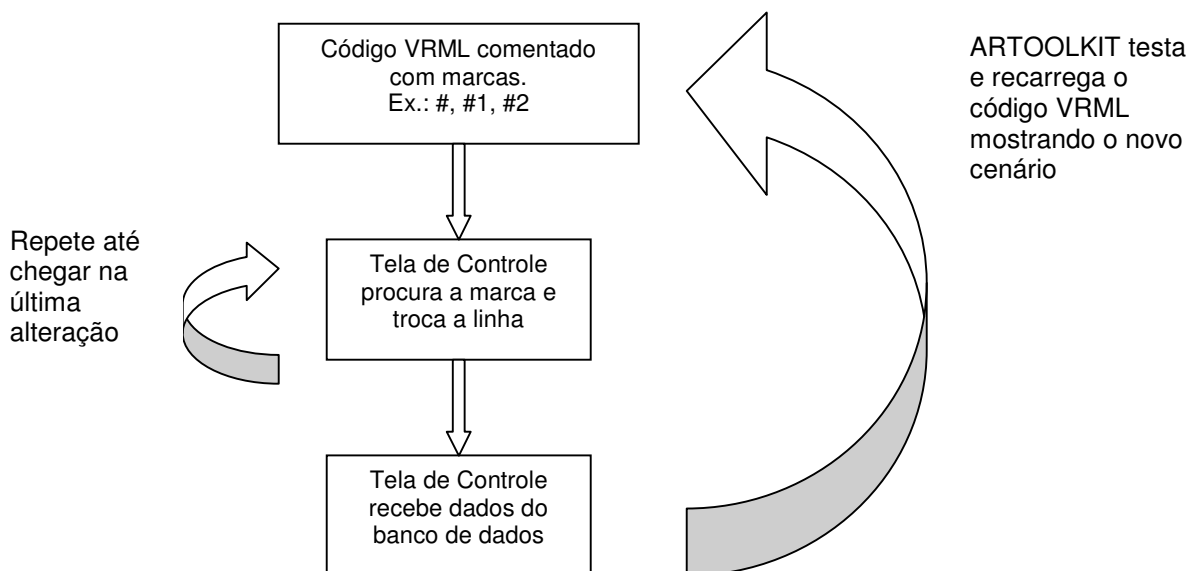 Código VRML comentado
com marcas.
Ex.: #, #1, #2
ARTOOLKIT testa
e recarrega o
código VRML
mostrando o novo
cenário
Repete até
chegar na
última
alteração
Tela de Controle
procura a marca e
troca a linha
Tela de Controle
recebe dados do
banco de dados